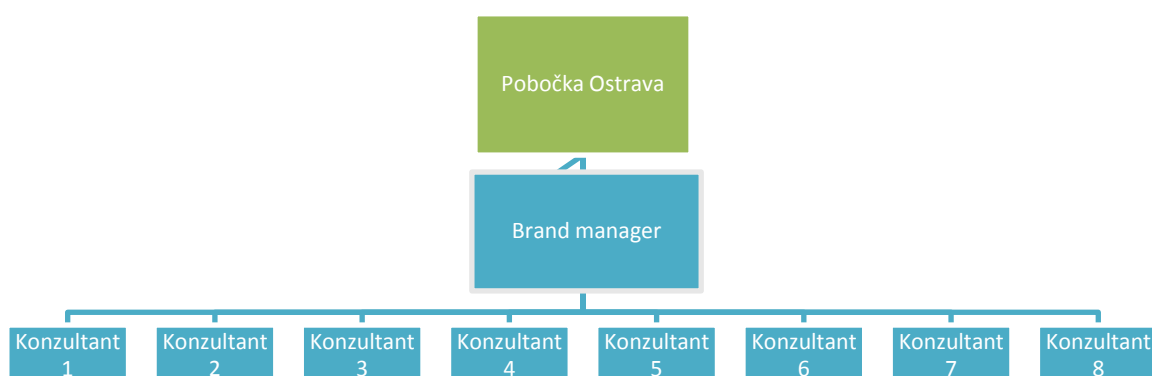 Pobočka Ostrava
Brand manager
Konzultant Konzultant Konzultant Konzultant Konzultant Konzultant Konzultant Konzultant
1 2 3 4 5 6 7 8